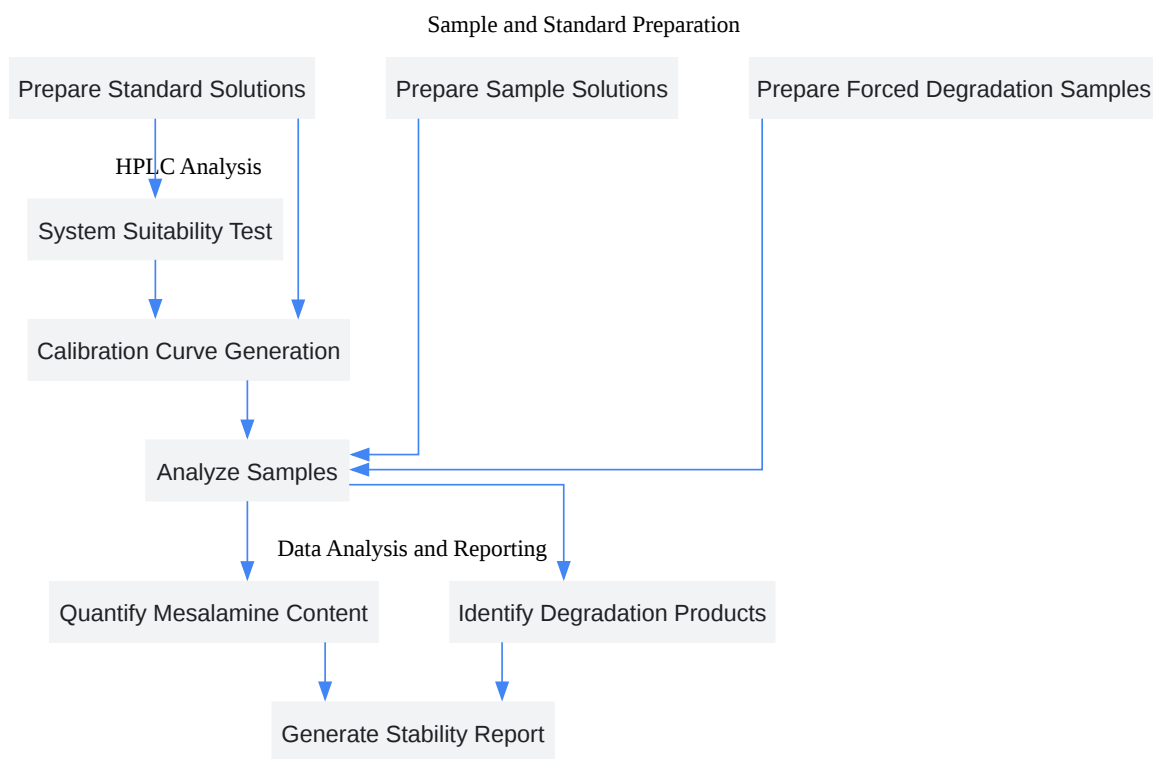 Sample and Standard Preparation
Prepare Standard Solutions
Prepare Sample Solutions
Prepare Forced Degradation Samples
HPLC Analysis
System Suitability Test
Calibration Curve Generation
Analyze Samples
Data Analysis and Reporting
Quantify Mesalamine Content
Identify Degradation Products
Generate Stability Report